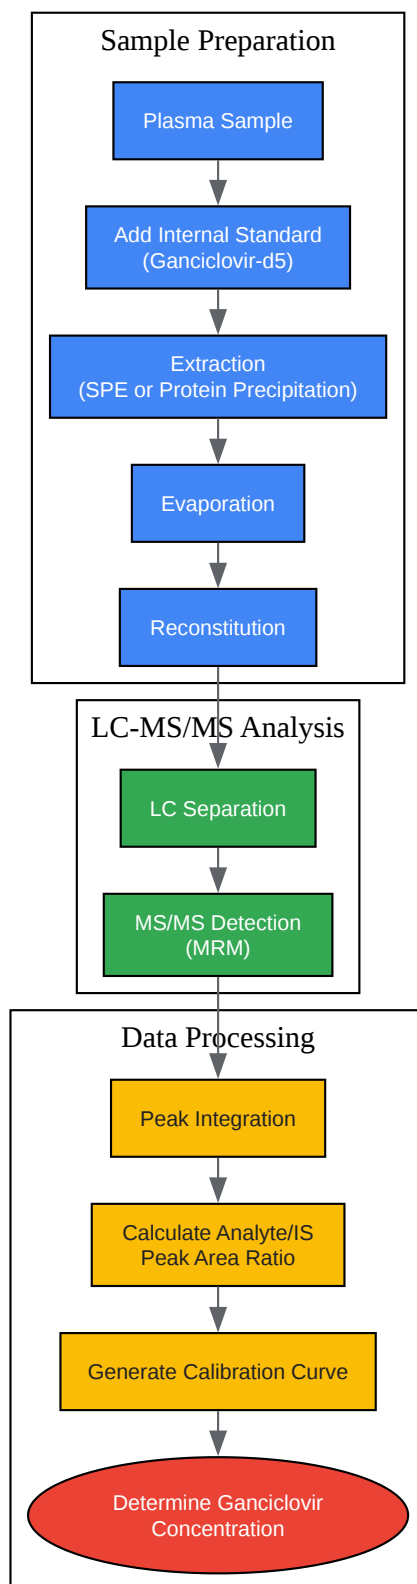 Sample Preparation
Plasma Sample
Add Internal Standard
(Ganciclovir-d5)
Extraction
(SPE or Protein Precipitation)
Evaporation
Reconstitution
LC-MS/MS Analysis
LC Separation
MS/MS Detection
(MRM)
Data Processing
Peak Integration
Calculate Analyte/IS
Peak Area Ratio
Generate Calibration Curve
Determine Ganciclovir
Concentration